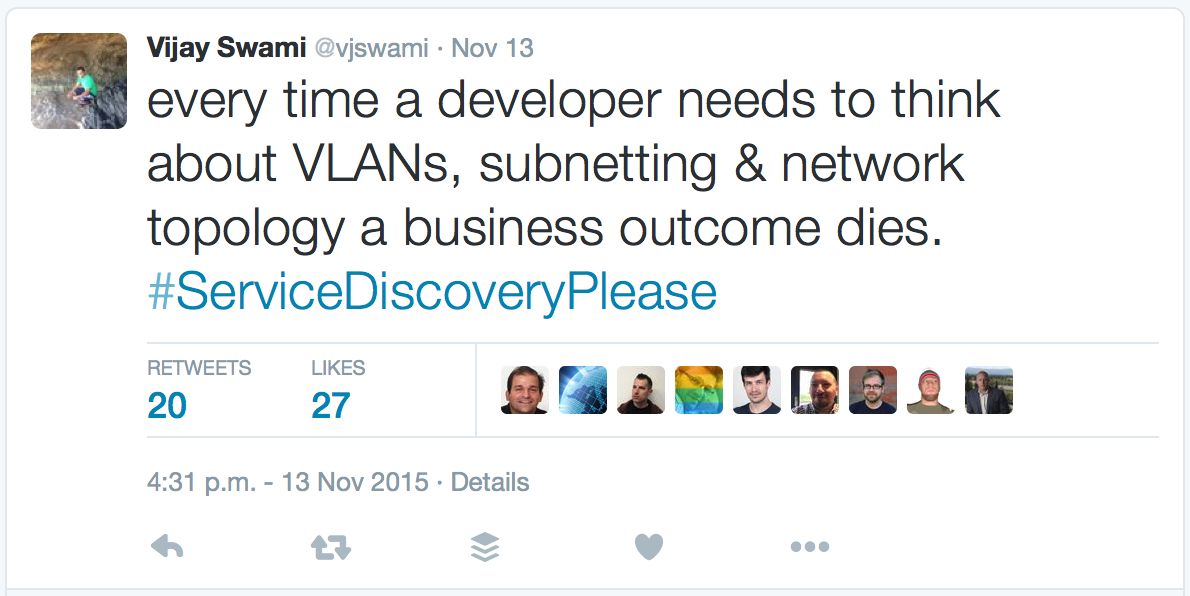 Vijay Swami @vjswami · Nov 13
every time a developer needs to think
about VLANs, subnetting & network
topology a business outcome dies.
#ServiceDiscoveryPlease
RETWEETS LIKES
20 27
4:31 p.m. - 13 Nov 2015 · Details